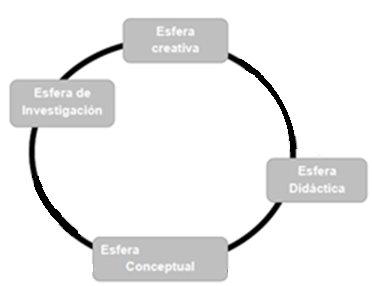 Esfera
creativa
Esfera de
Investigación
Esfera
Didáctica
Esfera
Conceptual